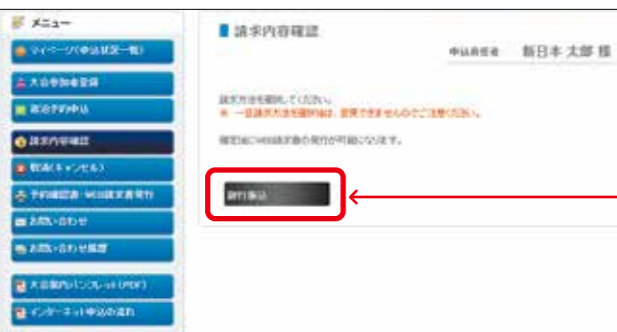 メニュー
マイページ(申込状況一覧)
大会参加者登録
宿泊予約申込
請求内容確認
取消(キャンセル)
予約確認書・WEB請求書発行
お問い合わせ
お問い合わせ履歴
大会案内パンフレット(PDF)
インターネット申込の流れ
請求内容確認
申込責任者 新日本 太郎 様
請求方法を選択してください。
※ 一旦請求方法を選択後は、変更できませんのでご注意ください。
確定後にWEB請求書の発行が可能になります。
銀行振込